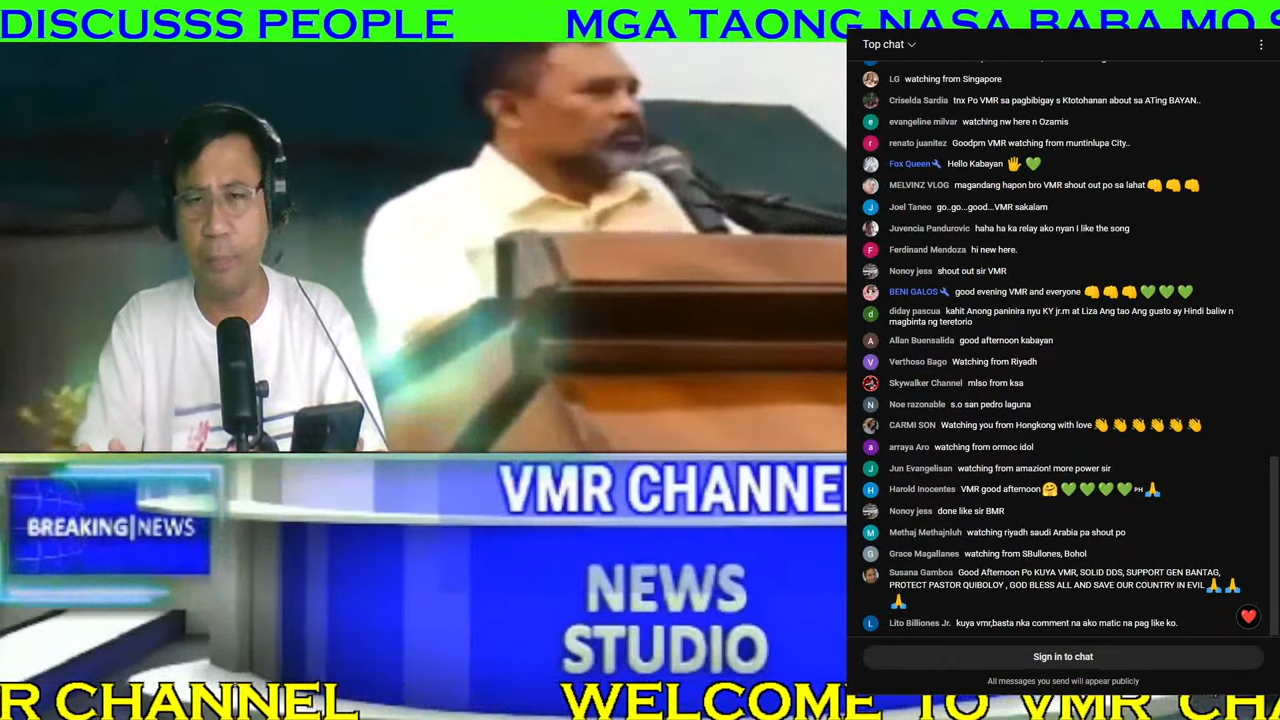 DISCUSSS PEOPLE MGA TAONG NASA BABA MO S
Top chat
LG watching from Singapore
Criselda Sardia tnx Po VMR sa pagbibigay s Ktotohanan about sa ATing BAYAN..
evangeline milvar watching nw here n Ozamis
renato juanitez Goodpm VMR watching from muntinlupa City..
Fox Queen Hello Kabayan 🖐💚
MELVINZ VLOG magandang hapon bro VMR shout out po sa lahat 👊👊👊
Joel Taneo go..go...good...VMR sakalam
Juvencia Pandurovic haha ha ka relay ako nyan I like the song
Ferdinand Mendoza hi new here.
Nonoy jess shout out sir VMR
BENI GALOS good evening VMR and everyone 👊👊👊💚💚💚
diday pascua kahit Anong paninira nyu KY jr.m at Liza Ang tao Ang gusto ay Hindi baliw n
magbinta ng teretorio
Allan Buensalida good afternoon kabayan
Verthoso Bago Watching from Riyadh
Skywalker Channel mlso from ksa
Noe razonable s.o san pedro laguna
CARMI SON Watching you from Hongkong with love 👏👏👏👏👏👏
arraya Aro watching from ormoc idol
Jun Evangelisan watching from amazion! more power sir
Harold Inocentes VMR good afternoon 🤗💚💚💚💚PH🙏
Nonoy jess done like sir BMR
Methaj Methajnluh watching riyadh saudi Arabia pa shout po
Grace Magallanes watching from SBullones, Bohol
Susana Gamboa Good Afternoon Po KUYA VMR, SOLID DDS, SUPPORT GEN BANTAG,
PROTECT PASTOR QUIBOLOY , GOD BLESS ALL AND SAVE OUR COUNTRY IN EVIL 🙏🙏
🙏
Lito Billiones Jr. kuya vmr,basta nka comment na ako matic na pag like ko.
Sign in to chat
All messages you send will appear publicly
VMR CHANNE
BREAKING|NEWS
NEWS
STUDIO
R CHANNEL WELCOME TO VMR CHA